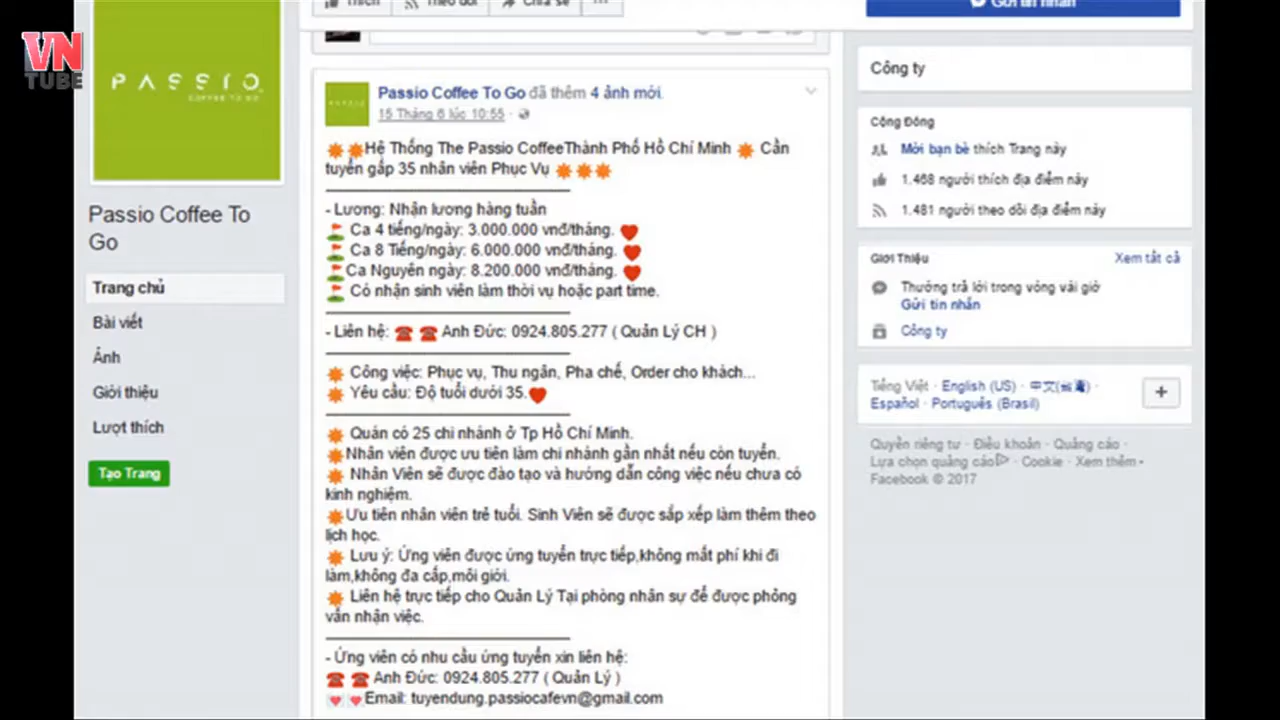 VN
TUBE
PASSIO
COFFEE TO GO
Passio Coffee To
Go
Trang chủ
Bài viết
Ảnh
Giới thiệu
Lượt thích
Tạo Trang
Thích
Theo dõi
Chia sẻ
...
Passio Coffee To Go đã thêm 4 ảnh mới.
15 Tháng 6 lúc 10:55 ·
Hệ Thống The Passio CoffeeThành Phố Hồ Chí Minh Cần
tuyển gấp 35 nhân viên Phục Vụ
- Lương: Nhận lương hàng tuần
Ca 4 tiếng/ngày: 3.000.000 vnđ/tháng.
Ca 8 Tiếng/ngày: 6.000.000 vnđ/tháng.
Ca Nguyên ngày: 8.200.000 vnđ/tháng.
Có nhận sinh viên làm thời vụ hoặc part time.
- Liên hệ: Anh Đức: 0924.805.277 ( Quản Lý CH )
Công việc: Phục vụ, Thu ngân, Pha chế, Order cho khách...
Yêu cầu: Độ tuổi dưới 35.
Quán có 25 chi nhánh ở Tp Hồ Chí Minh.
Nhân viên được ưu tiên làm chi nhánh gần nhất nếu còn tuyển.
Nhân Viên sẽ được đào tạo và hướng dẫn công việc nếu chưa có
kinh nghiệm.
Ưu tiên nhân viên trẻ tuổi. Sinh Viên sẽ được sắp xếp làm thêm theo
lịch học.
Lưu ý: Ứng viên được ứng tuyển trực tiếp,không mất phí khi đi
làm,không đa cấp,môi giới.
Liên hệ trực tiếp cho Quản Lý Tại phòng nhân sự để được phỏng
vấn nhận việc.
- Ứng viên có nhu cầu ứng tuyển xin liên hệ:
Anh Đức: 0924.805.277 ( Quản Lý )
Email: tuyendung.passiocafevn@gmail.com
Gửi tin nhắn
Công ty
Cộng Đồng
Mời bạn bè thích Trang này
1.468 người thích địa điểm này
1.481 người theo dõi địa điểm này
Giới Thiệu Xem tất cả
Thường trả lời trong vòng vài giờ
Gửi tin nhắn
Công ty
Tiếng Việt · English (US) · 中文(台灣) ·
Español · Português (Brasil)
+
Quyền riêng tư · Điều khoản · Quảng cáo ·
Lựa chọn quảng cáo · Cookie · Xem thêm
Facebook © 2017